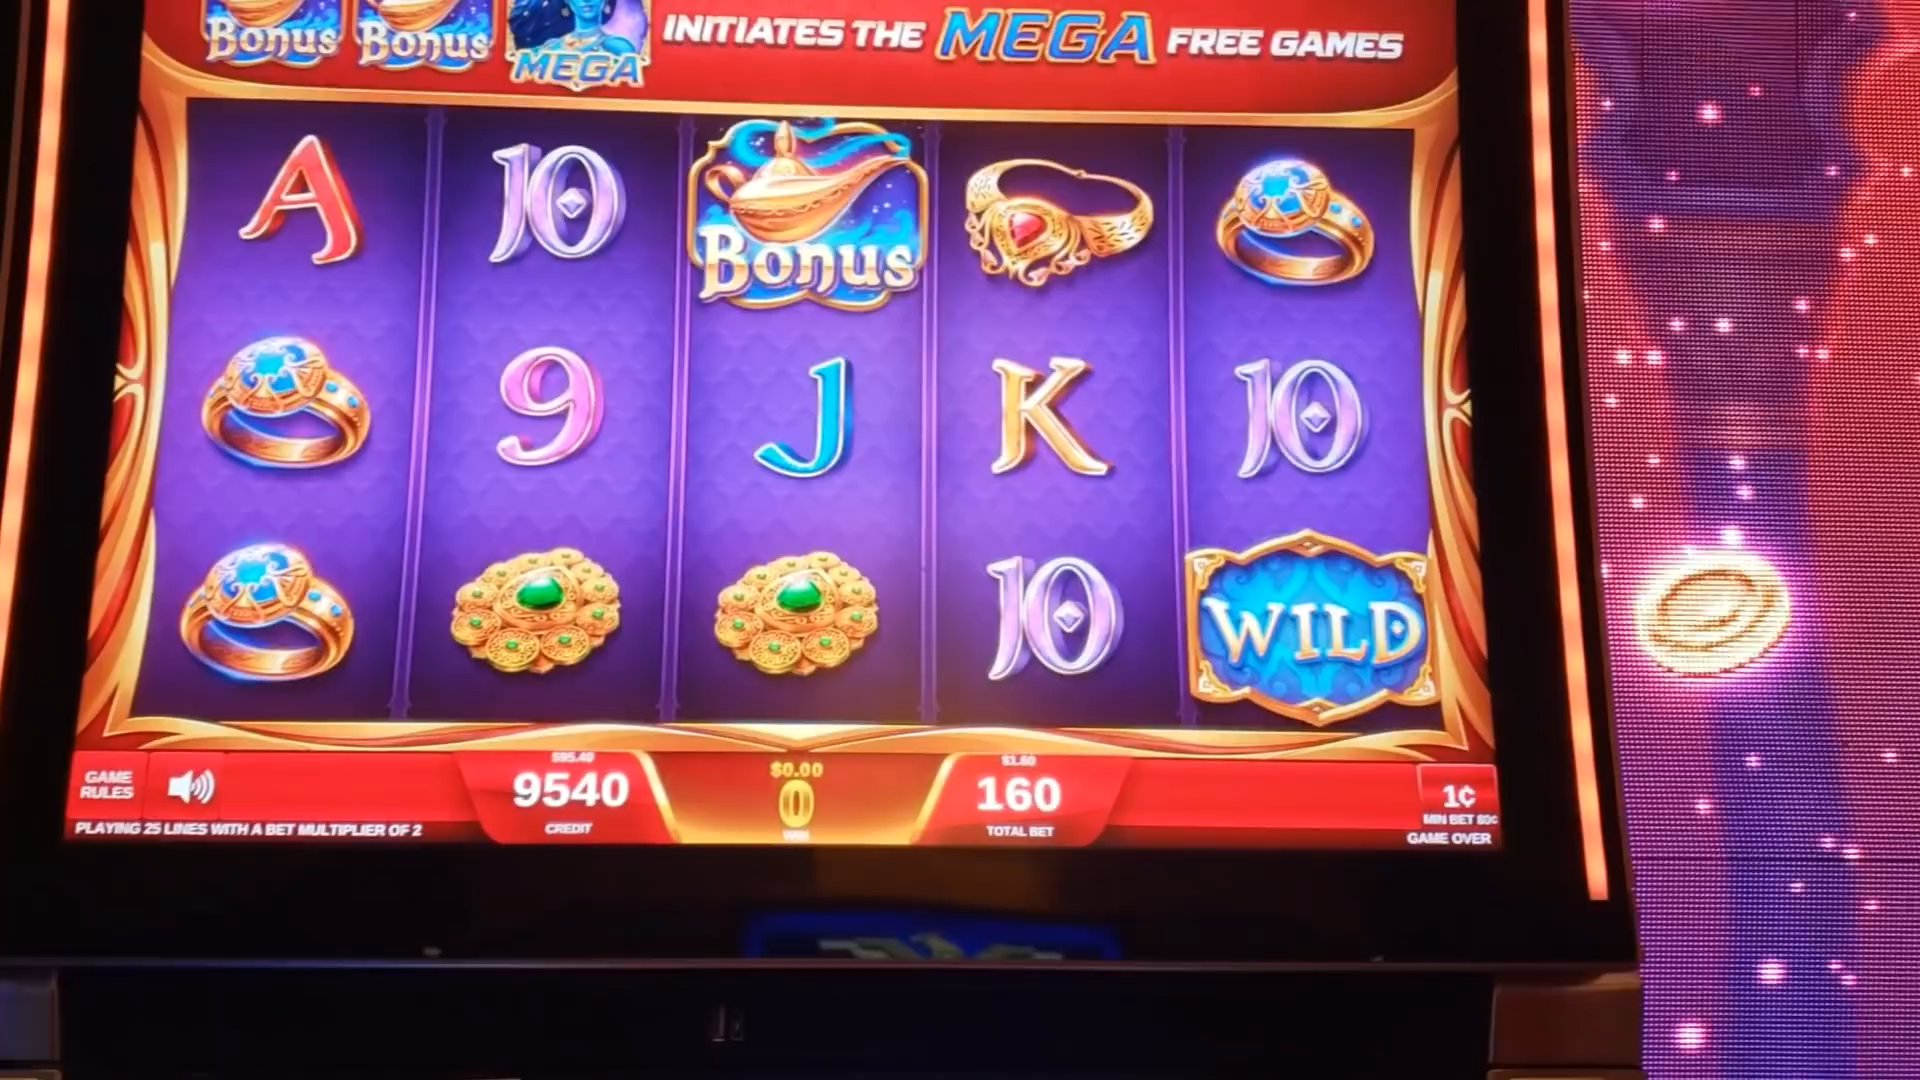 Bonus Bonus MEGA INITIATES THE MEGA FREE GAMES
A 10 Bonus
9 J K 10
10 WILD
GAME RULES
$95.40
9540
CREDIT
$0.00
0
WIN
$1.60
160
TOTAL BET
1¢
MIN BET 80¢
PLAYING 25 LINES WITH A BET MULTIPLIER OF 2
GAME OVER